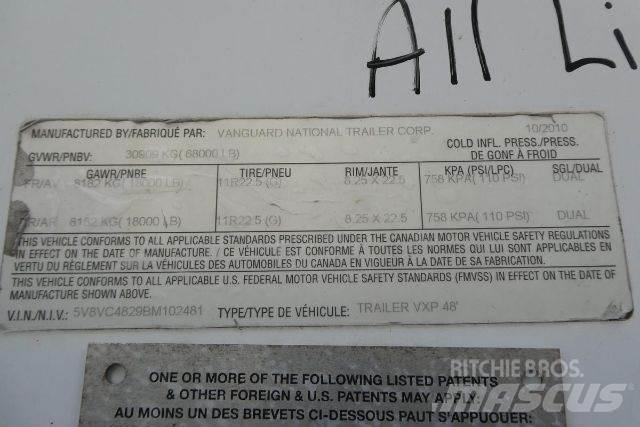 All Li
MANUFACTURED BY/FABRIQUÉ PAR: VANGUARD NATIONAL TRAILER CORP. 10/2010
GVWR/PNBV: 30909 KG( 68000 LB) COLD INFL. PRESS./PRESS. DE GONF À FROID
GAWR/PNBE TIRE/PNEU RIM/JANTE KPA (PSI/LPC) SGL/DUAL
FR/AV 8182 KG( 18000 LB) 11R22.5 (G) 8.25 X 22.5 758 KPA( 110 PSI) DUAL
RR/AR 8182 KG( 18000 LB) 11R22.5 (G) 8.25 X 22.5 758 KPA( 110 PSI) DUAL
THIS VEHICLE CONFORMS TO ALL APPLICABLE STANDARDS PRESCRIBED UNDER THE CANADIAN MOTOR VEHICLE SAFETY REGULATIONS
IN EFFECT ON THE DATE OF MANUFACTURE. / CE VÉHICULE EST CONFORME À TOUTES LES NORMES QUI LUI SONT APPLICABLES EN
VERTU DU RÈGLEMENT SUR LA SÉCURITÉ DES VÉHICULES AUTOMOBILES DU CANADA EN VIGUEUR À LA DATE DE SA FABRICATION.
THIS VEHICLE CONFORMS TO ALL APPLICABLE U.S. FEDERAL MOTOR VEHICLE SAFETY STANDARDS (FMVSS) IN EFFECT ON THE DATE OF
MANUFACTURE SHOWN ABOVE.
V.I.N./N.I.V.: 5V8VC4829BM102481 TYPE/TYPE DE VÉHICULE: TRAILER VXP 48'
ONE OR MORE OF THE FOLLOWING LISTED PATENTS
& OTHER FOREIGN & U.S. PATENTS MAY APPLY:
AU MOINS UN DES BREVETS CI-DESSOUS PAUT S'APPUOUER:
RITCHIE BROS.
MASCUS